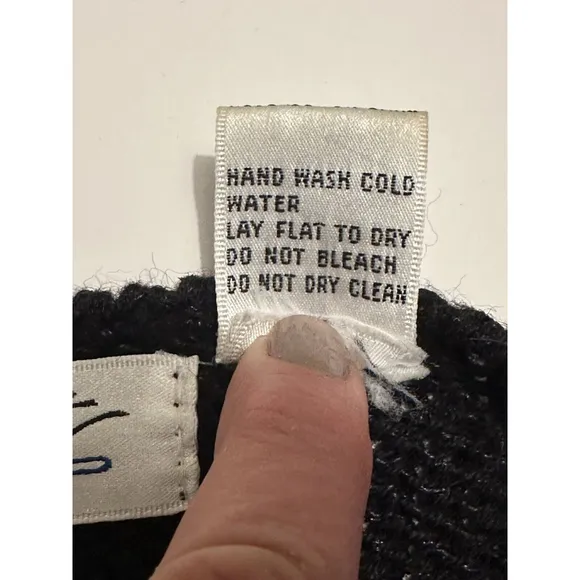 HAND WASH COLD
WATER
LAY FLAT TO DRY
DO NOT BLEACH
DO NOT DRY CLEAN